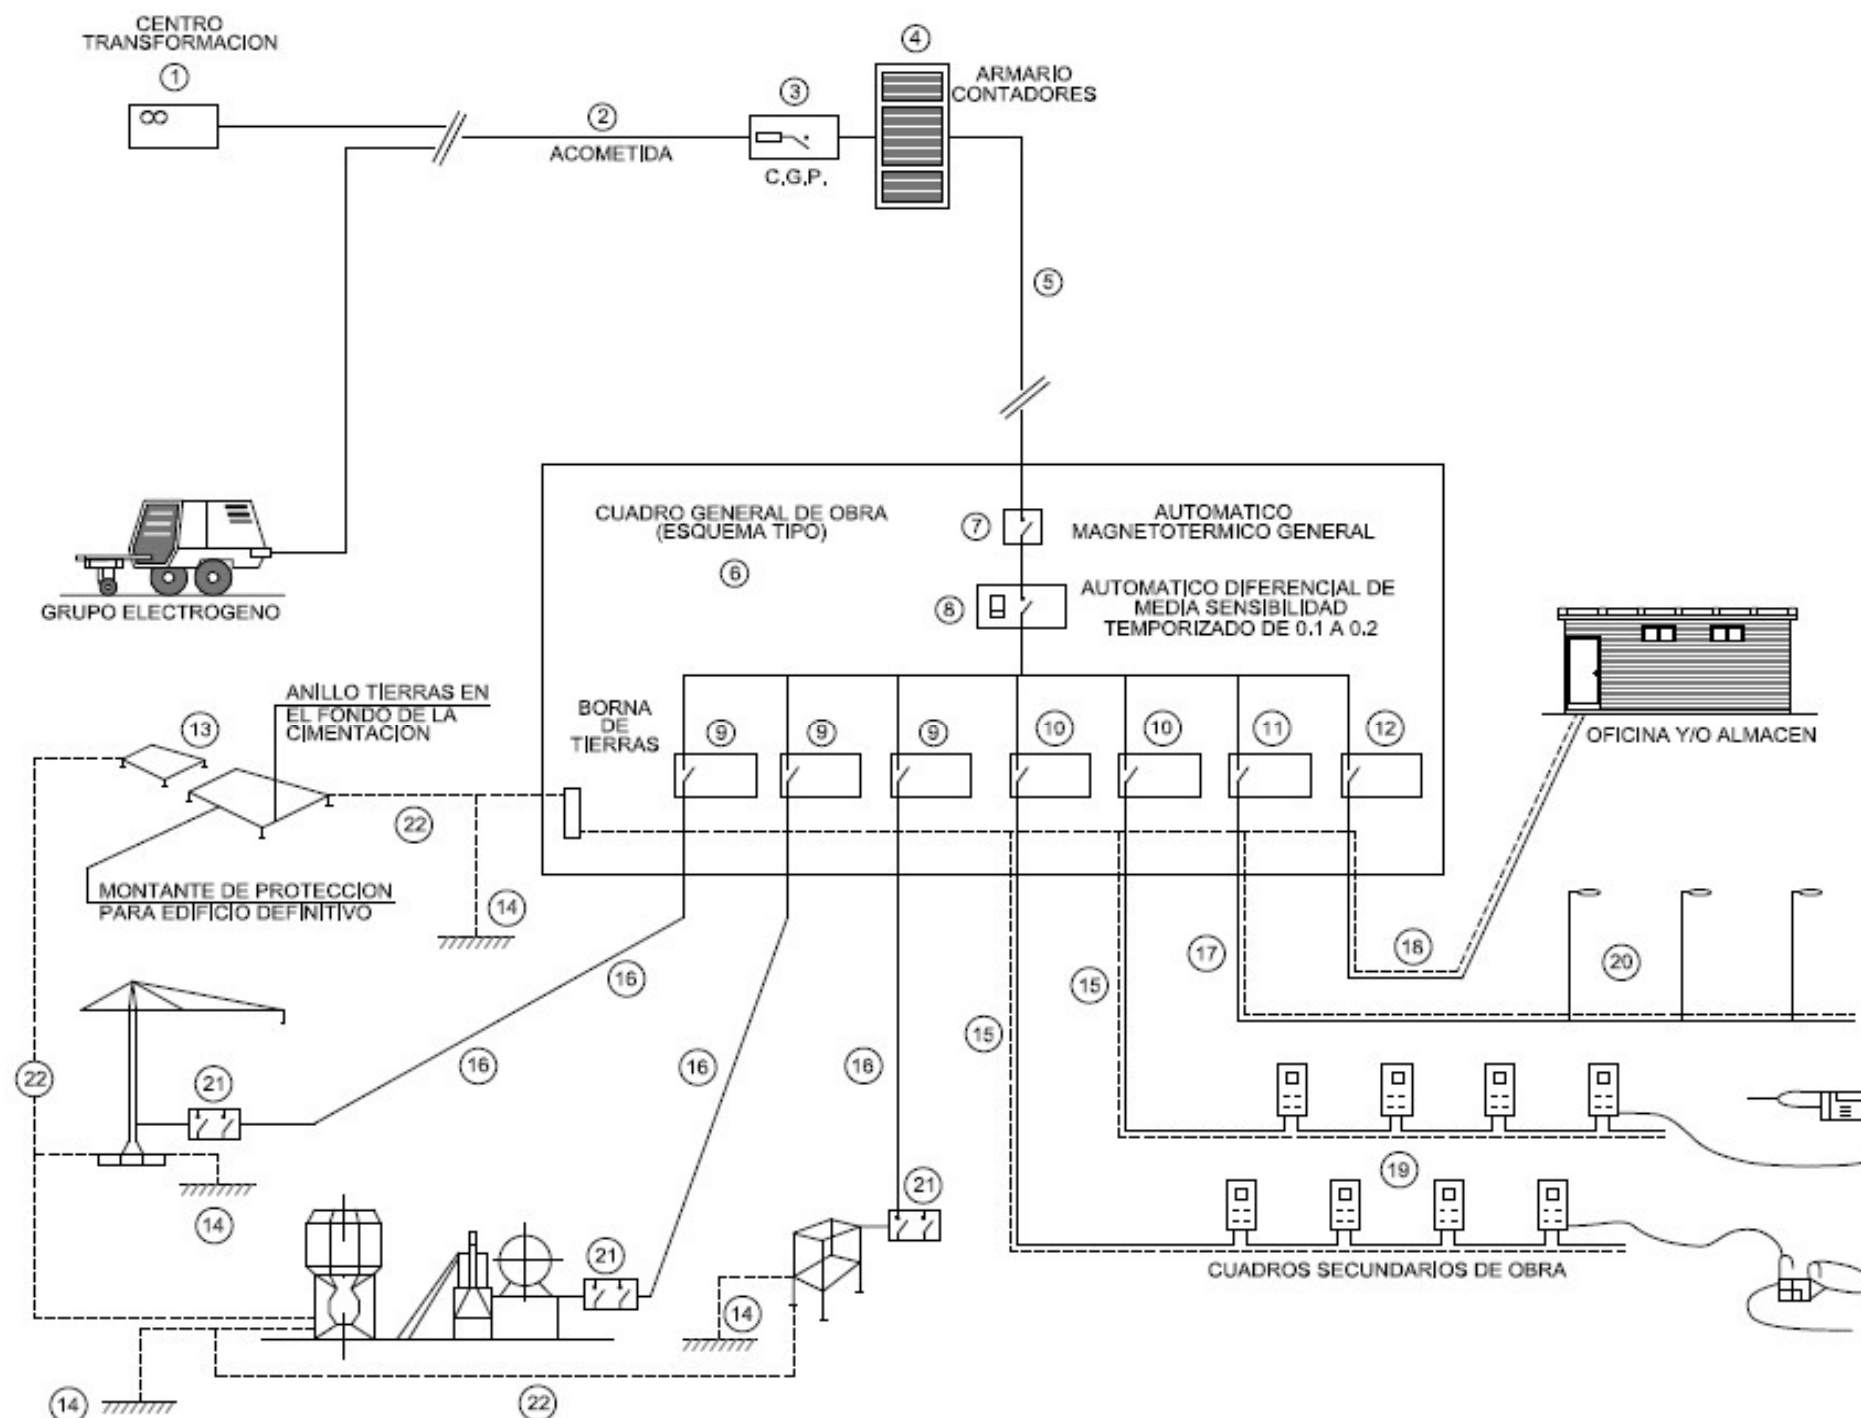 CENTRO
TRANSFORMACION
1
2
ACOMETIDA
3
C.G.P.
4
ARMARIO
CONTADORES
5
GRUPO ELECTROGENO
CUADRO GENERAL DE OBRA
(ESQUEMA TIPO)
6
7
AUTOMATICO
MAGNETOTERMICO GENERAL
8
AUTOMATICO DIFERENCIAL DE
MEDIA SENSIBILIDAD
TEMPORIZADO DE 0.1 A 0.2
BORNA
DE
TIERRAS
9
9
9
10
10
11
12
OFICINA Y/O ALMACEN
13
ANILLO TIERRAS EN
EL FONDO DE LA
CIMENTACION
22
MONTANTE DE PROTECCION
PARA EDIFICIO DEFINITIVO
14
16
16
16
16
15
15
17
18
20
22
21
14
21
21
14
19
CUADROS SECUNDARIOS DE OBRA
14
22